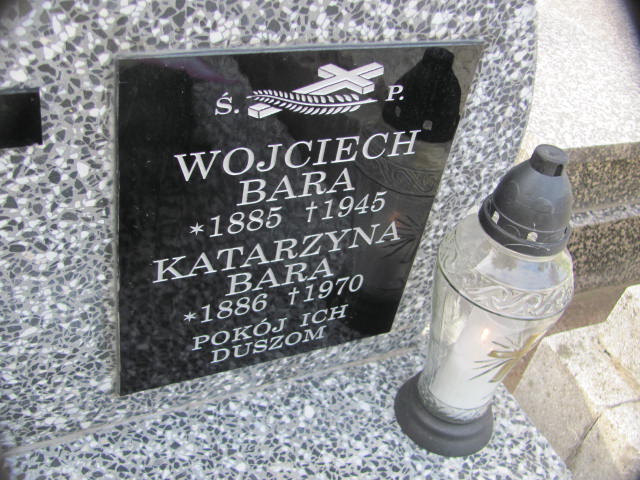 Ś. P.
WOJCIECH
BARA
*1885 †1945
KATARZYNA
BARA
*1886 †1970
POKÓJ ICH
DUSZOM